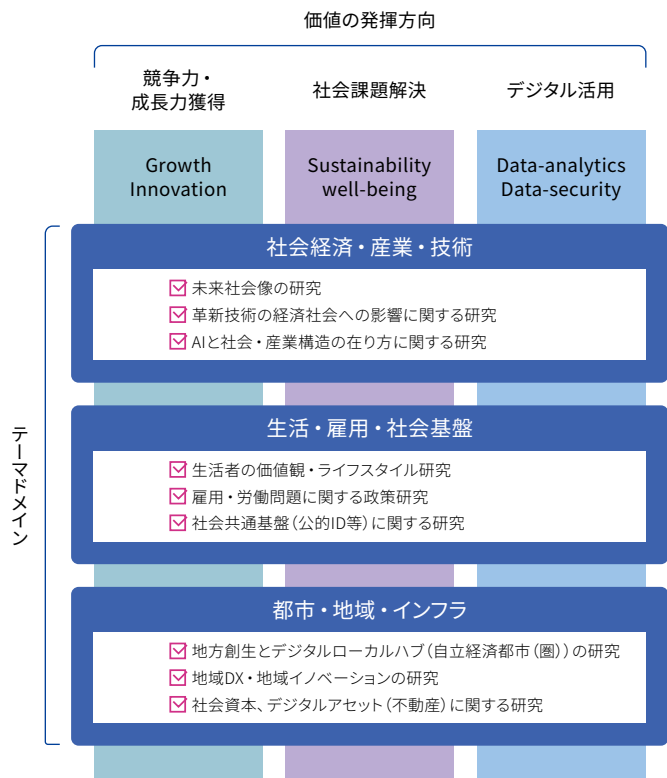 価値の発揮方向
競争力・
成長力獲得
社会課題解決
デジタル活用
Growth
Innovation
Sustainability
well-being
Data-analytics
Data-security
テーマドメイン
社会経済・産業・技術
未来社会像の研究
革新技術の経済社会への影響に関する研究
AIと社会・産業構造の在り方に関する研究
生活・雇用・社会基盤
生活者の価値観・ライフスタイル研究
雇用・労働問題に関する政策研究
社会共通基盤（公的ID等）に関する研究
都市・地域・インフラ
地方創生とデジタルローカルハブ（自立経済都市（圏））の研究
地域DX・地域イノベーションの研究
社会資本、デジタルアセット（不動産）に関する研究